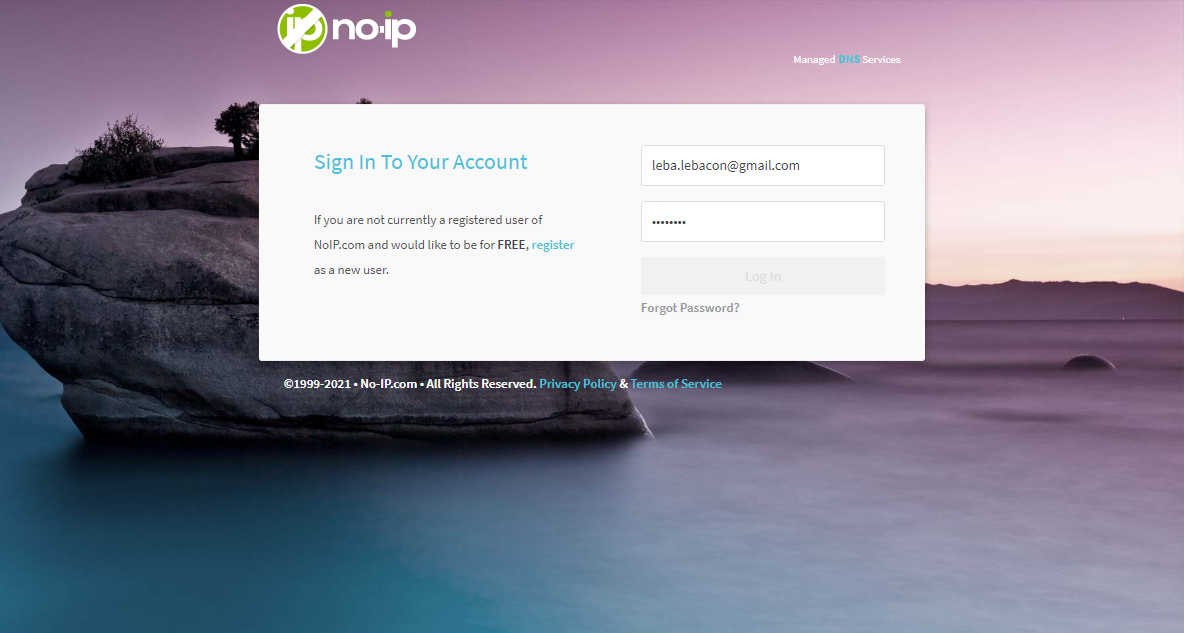 no-ip
Managed DNS Services
Sign In To Your Account
If you are not currently a registered user of
NoIP.com and would like to be for FREE, register
as a new user.
leba.lebacon@gmail.com
••••••••
Log In
Forgot Password?
©1999-2021 • No-IP.com • All Rights Reserved. Privacy Policy & Terms of Service